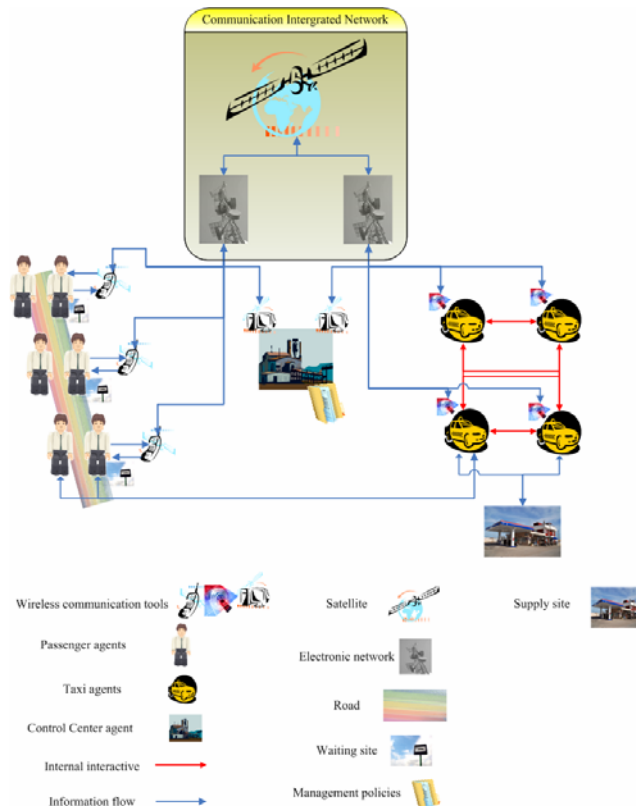 Communication Intergrated Network
Wireless communication tools
Satellite
Supply site
Passenger agents
Electronic network
Taxi agents
Road
Control Center agent
Waiting site
Internal interactive
Management policies
Information flow